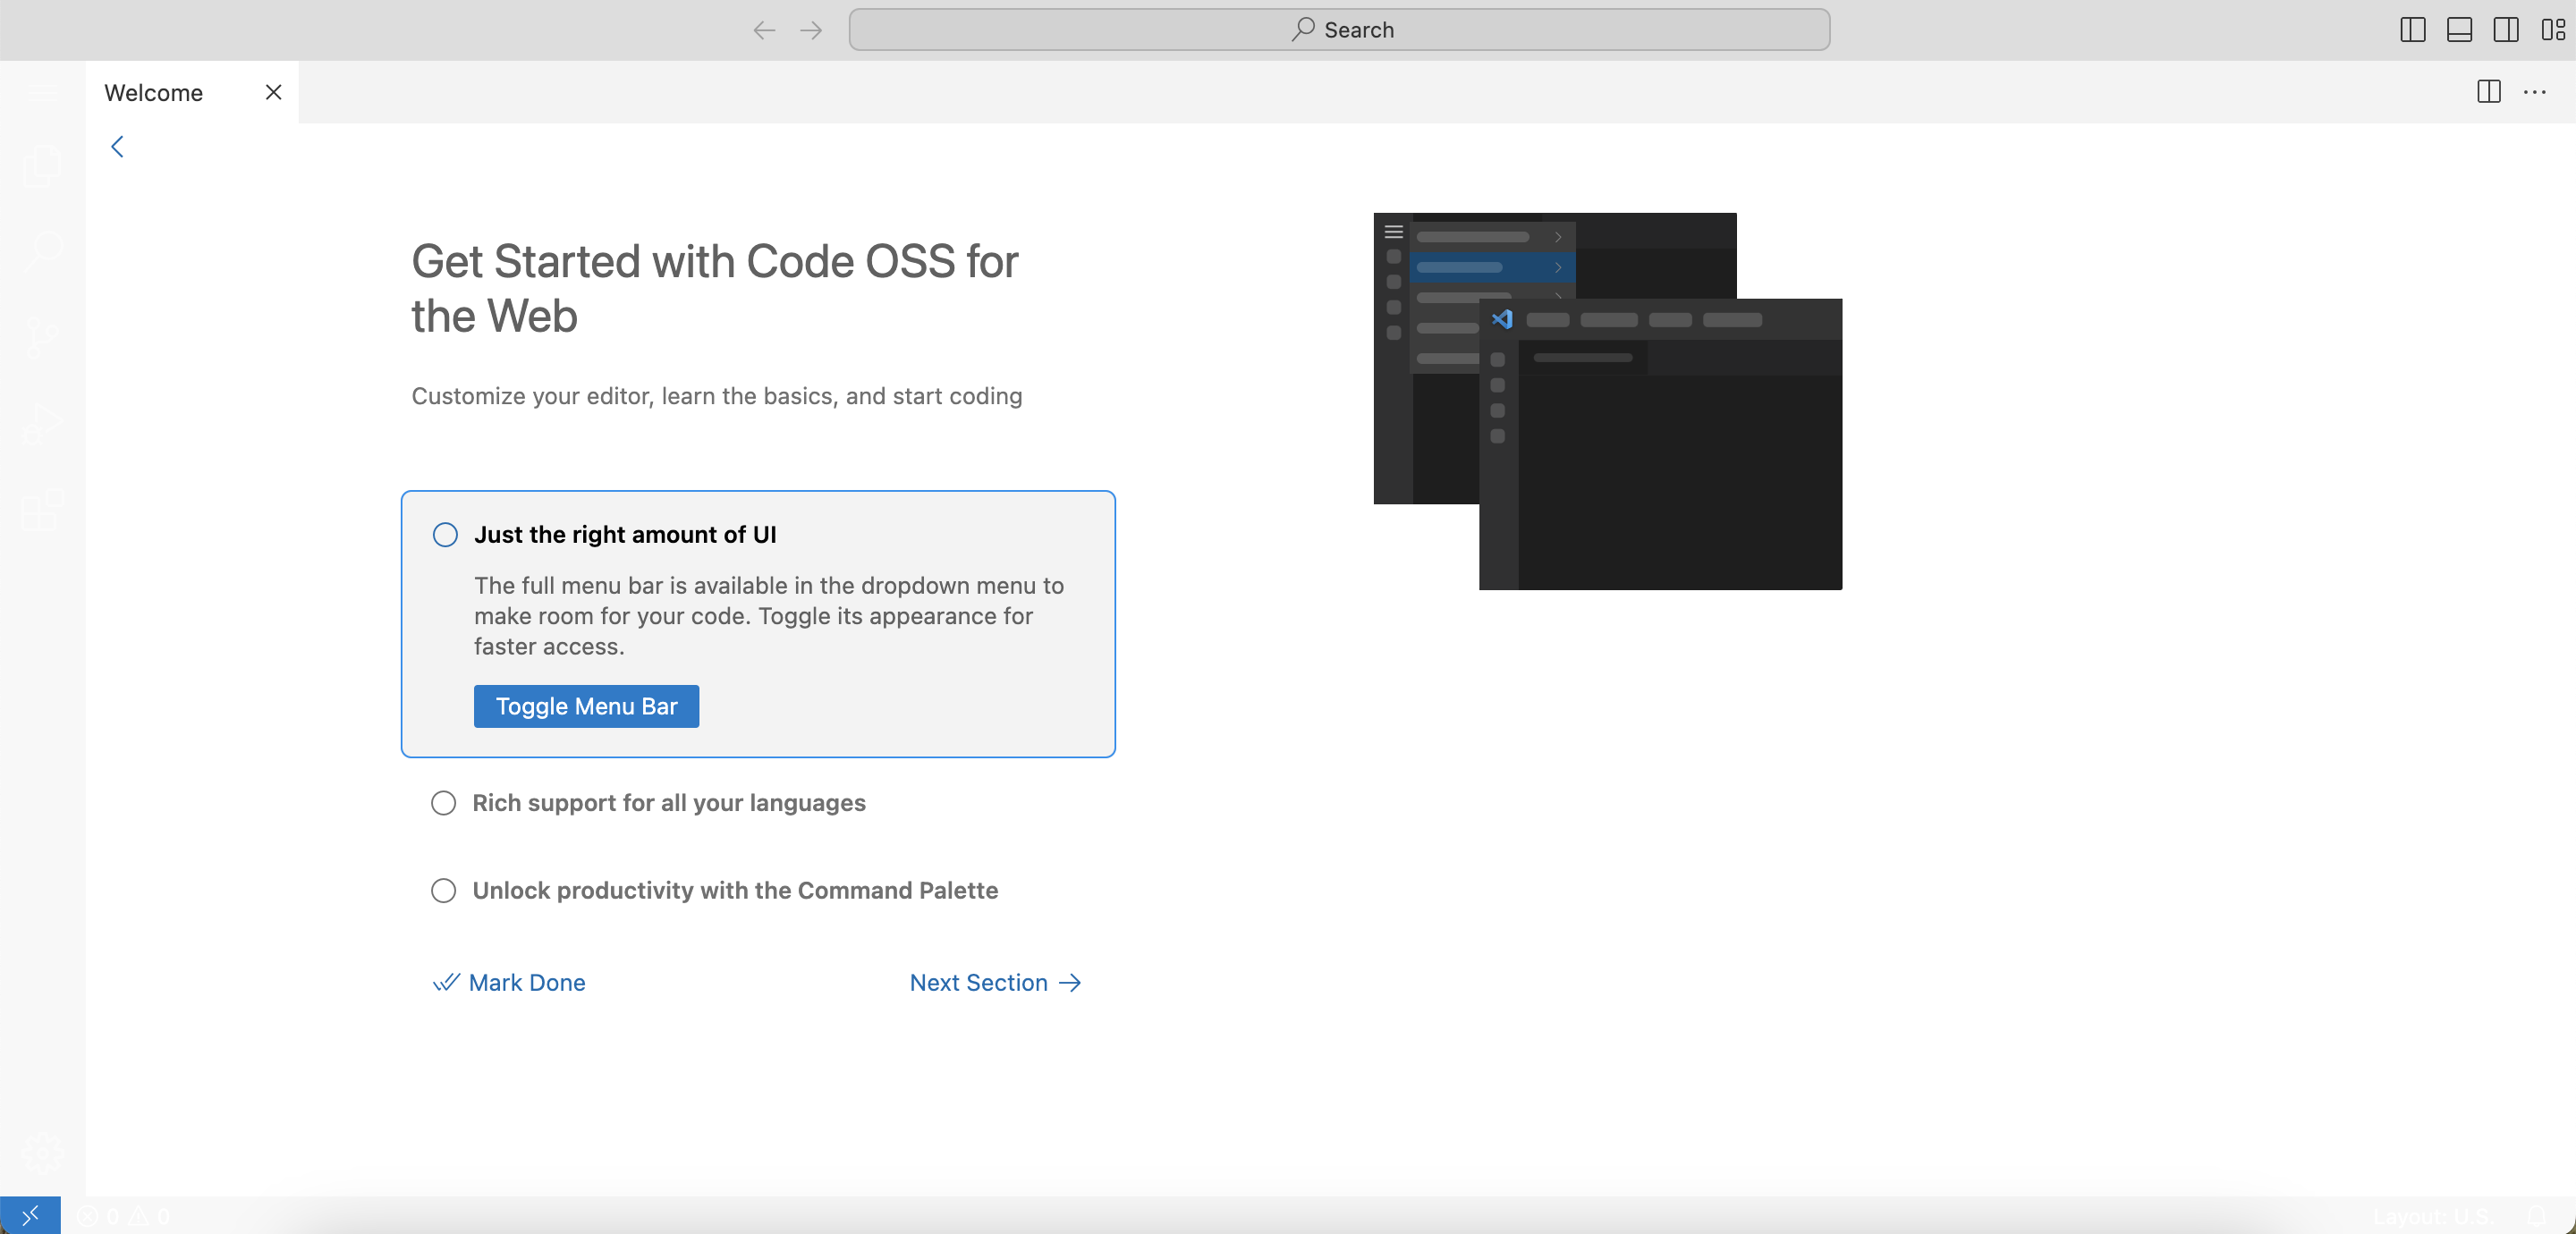 Search
Welcome
Get Started with Code OSS for
the Web
Customize your editor, learn the basics, and start coding
Just the right amount of UI
The full menu bar is available in the dropdown menu to
make room for your code. Toggle its appearance for
faster access.
Toggle Menu Bar
Rich support for all your languages
Unlock productivity with the Command Palette
Mark Done
Next Section
0 0
Layout: U.S.